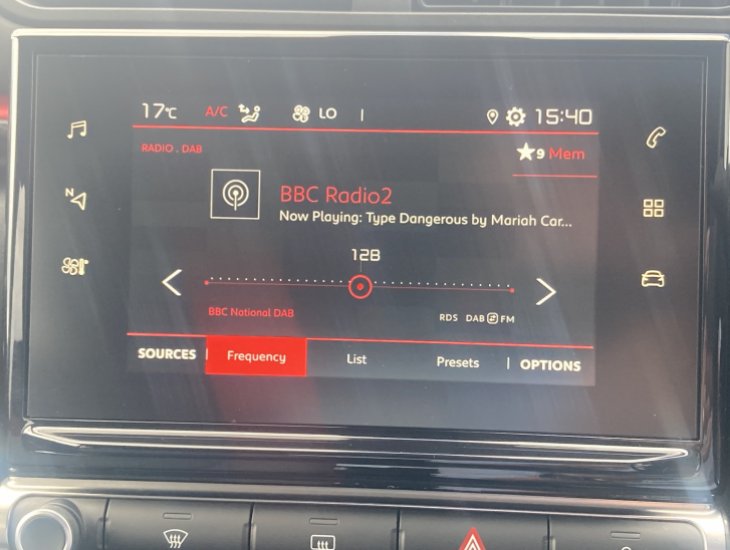 17°C A/C LO 15:40
RADIO . DAB
9 Mem
BBC Radio2
Now Playing: Type Dangerous by Mariah Car...
12B
BBC National DAB
RDS DAB FM
SOURCES Frequency List Presets OPTIONS
N